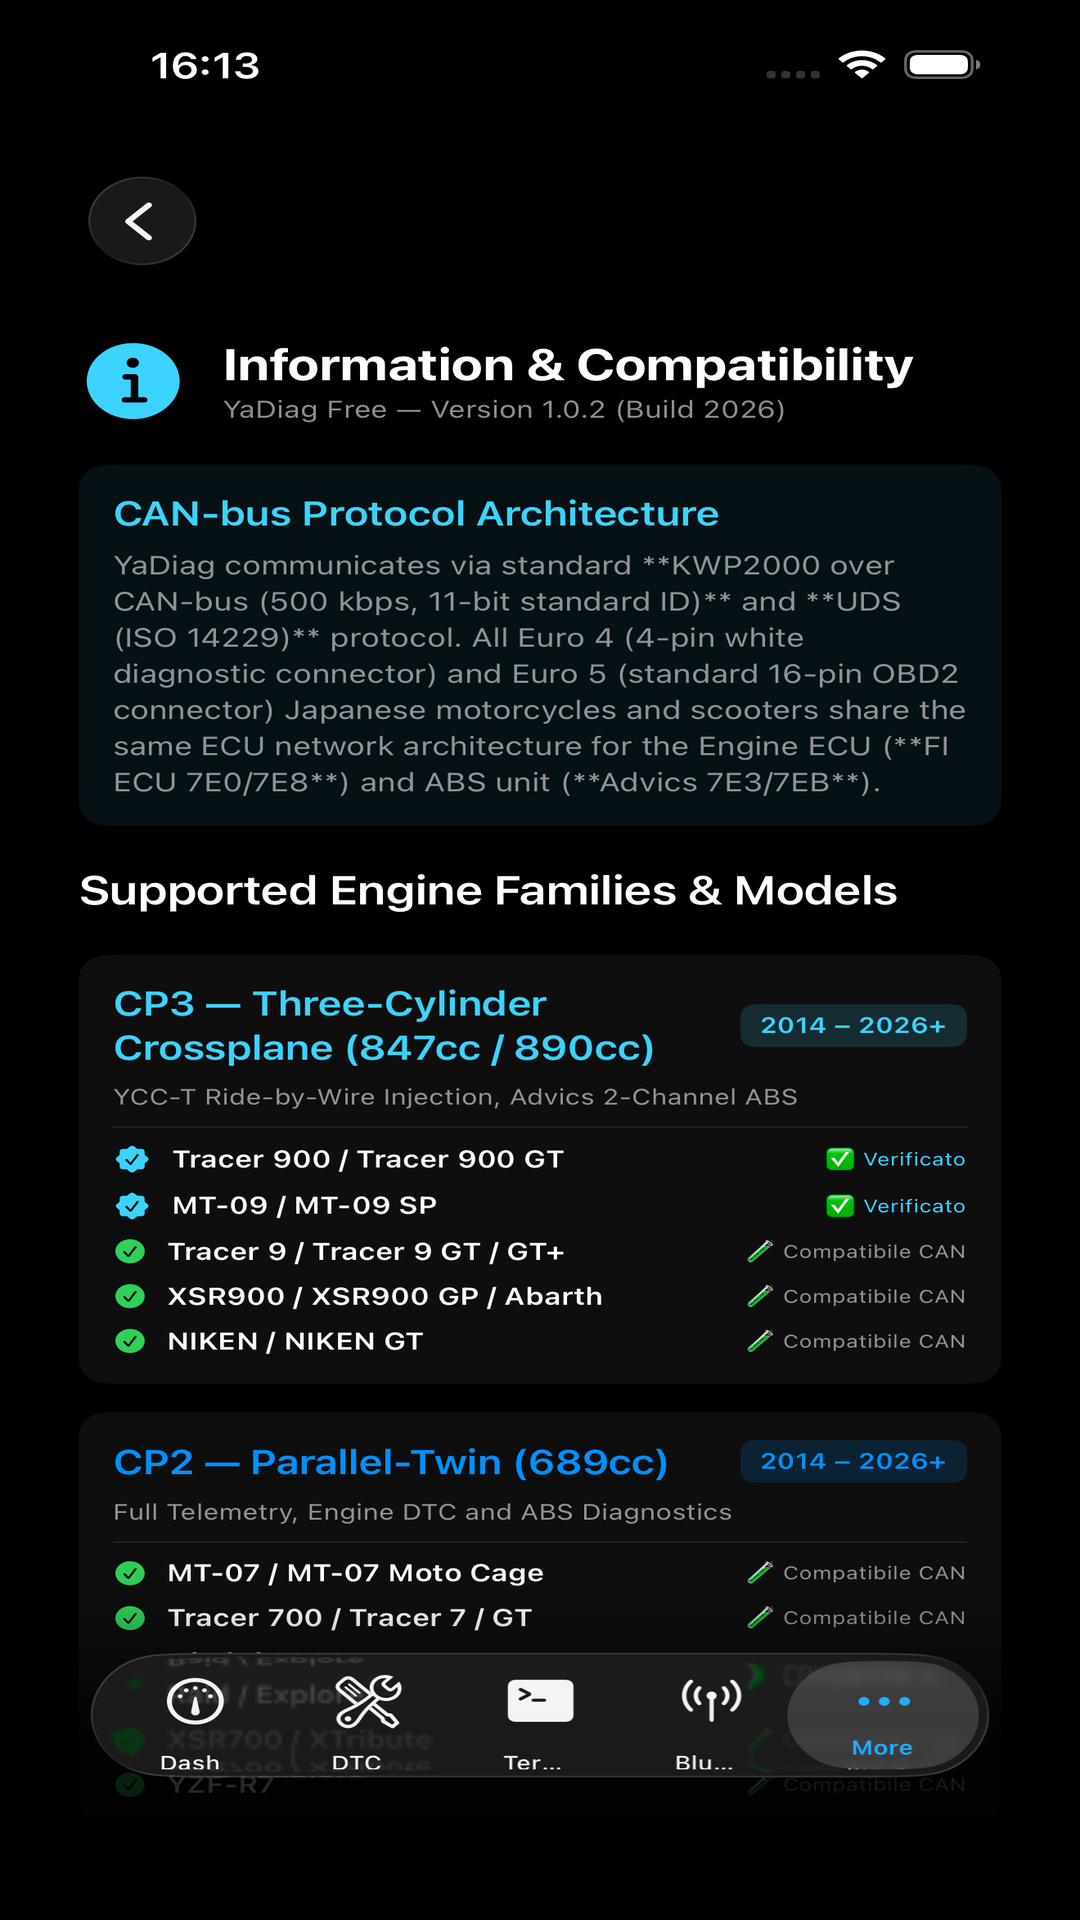 16:13
Information & Compatibility
YaDiag Free — Version 1.0.2 (Build 2026)
CAN-bus Protocol Architecture
YaDiag communicates via standard **KWP2000 over
CAN-bus (500 kbps, 11-bit standard ID)** and **UDS
(ISO 14229)** protocol. All Euro 4 (4-pin white
diagnostic connector) and Euro 5 (standard 16-pin OBD2
connector) Japanese motorcycles and scooters share the
same ECU network architecture for the Engine ECU (**FI
ECU 7E0/7E8**) and ABS unit (**Advics 7E3/7EB**).
Supported Engine Families & Models
CP3 — Three-Cylinder
Crossplane (847cc / 890cc)
2014 – 2026+
YCC-T Ride-by-Wire Injection, Advics 2-Channel ABS
Tracer 900 / Tracer 900 GT ✅ Verificato
MT-09 / MT-09 SP ✅ Verificato
Tracer 9 / Tracer 9 GT / GT+ 🧪 Compatibile CAN
XSR900 / XSR900 GP / Abarth 🧪 Compatibile CAN
NIKEN / NIKEN GT 🧪 Compatibile CAN
CP2 — Parallel-Twin (689cc) 2014 – 2026+
Full Telemetry, Engine DTC and ABS Diagnostics
MT-07 / MT-07 Moto Cage 🧪 Compatibile CAN
Tracer 700 / Tracer 7 / GT 🧪 Compatibile CAN
Raid / Explore
XSR700 / XTribute
YZF-R7 Compatibile CAN
Dash
DTC
Ter...
Blu...
More